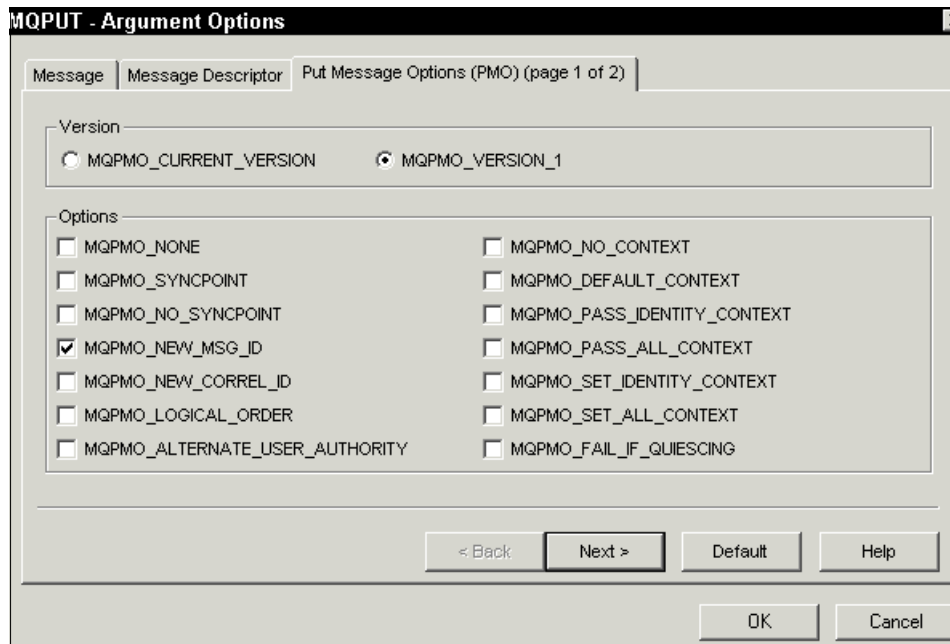 MQPUT - Argument Options
Message
Message Descriptor
Put Message Options (PMO) (page 1 of 2)
Version
MQPMO_CURRENT_VERSION
MQPMO_VERSION_1
Options
MQPMO_NONE
MQPMO_NO_CONTEXT
MQPMO_SYNCPOINT
MQPMO_DEFAULT_CONTEXT
MQPMO_NO_SYNCPOINT
MQPMO_PASS_IDENTITY_CONTEXT
MQPMO_NEW_MSG_ID
MQPMO_PASS_ALL_CONTEXT
MQPMO_NEW_CORREL_ID
MQPMO_SET_IDENTITY_CONTEXT
MQPMO_LOGICAL_ORDER
MQPMO_SET_ALL_CONTEXT
MQPMO_ALTERNATE_USER_AUTHORITY
MQPMO_FAIL_IF_QUIESCING
< Back
Next >
Default
Help
OK
Cancel